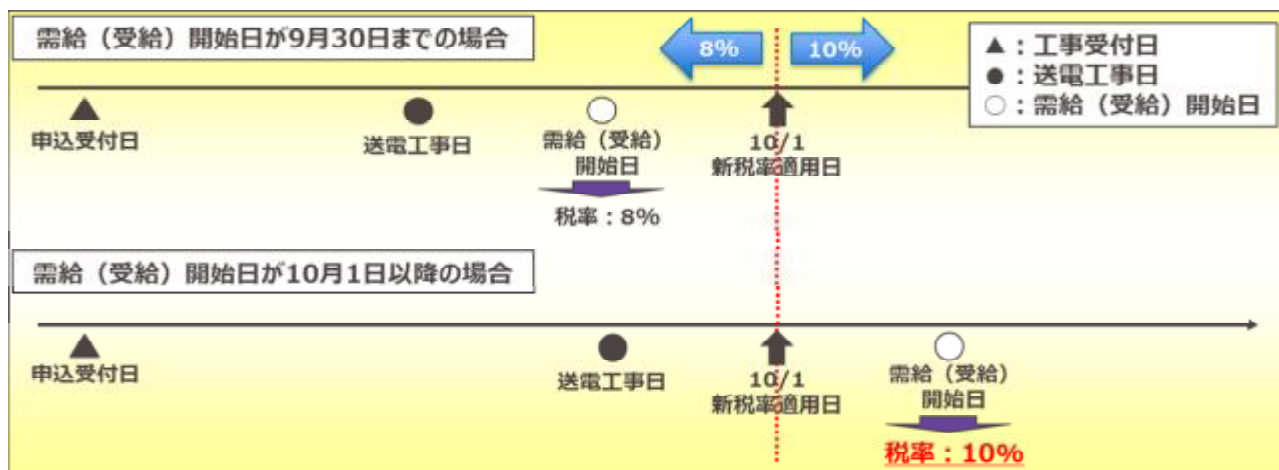 需給（受給）開始日が9月30日までの場合
8%
10%
▲：工事受付日
●：送電工事日
○：需給（受給）開始日
申込受付日
送電工事日
需給（受給）
開始日
10/1
新税率適用日
税率：8%
需給（受給）開始日が10月1日以降の場合
申込受付日
送電工事日
10/1
新税率適用日
需給（受給）
開始日
税率：10%